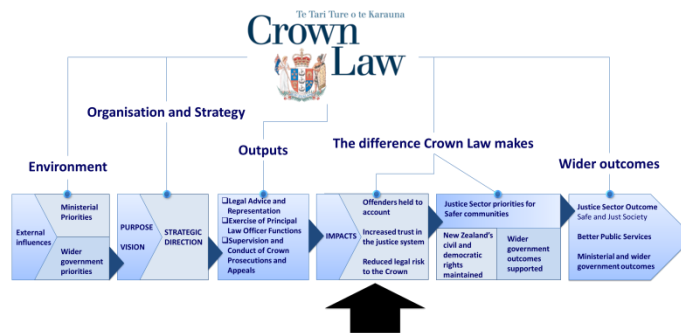 Te Tari Ture o te Karauna
Crown
Law
Organisation and Strategy
The difference Crown Law makes
Outputs
Environment
Wider outcomes
External
influences
Ministerial
Priorities
Wider
government
priorities
PURPOSE
VISION
STRATEGIC
DIRECTION
❑Legal Advice and
Representation
❑Exercise of Principal
Law Officer Functions
❑Supervision and
Conduct of Crown
Prosecutions and
Appeals
IMPACTS
Offenders held to
account
Increased trust in
the justice system
Reduced legal risk
to the Crown
Justice Sector priorities for
Safer communities
New Zealand's
civil and
democratic
rights
maintained
Wider
government
outcomes
supported
Justice Sector Outcome
Safe and Just Society
Better Public Services
Ministerial and wider
government outcomes